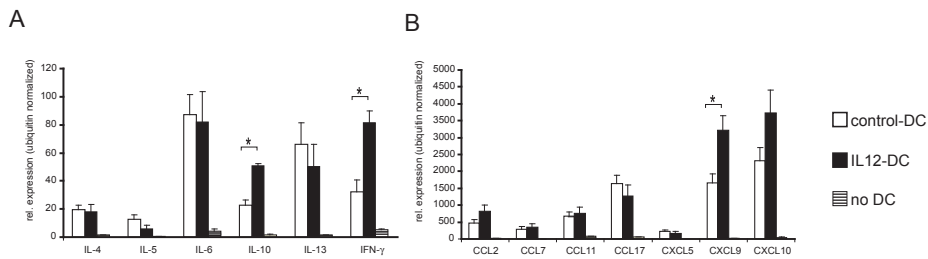 A
rel. expression (ubiquitin normalized)
120
100
80
60
40
20
0
*
*
IL-4 IL-5 IL-6 IL-10 IL-13 IFN-γ
B
rel. expression (ubiquitin normalized)
5000
4500
4000
3500
3000
2500
2000
1500
1000
500
0
*
CCL2 CCL7 CCL11 CCL17 CXCL5 CXCL9 CXCL10
control-DC
IL12-DC
no DC